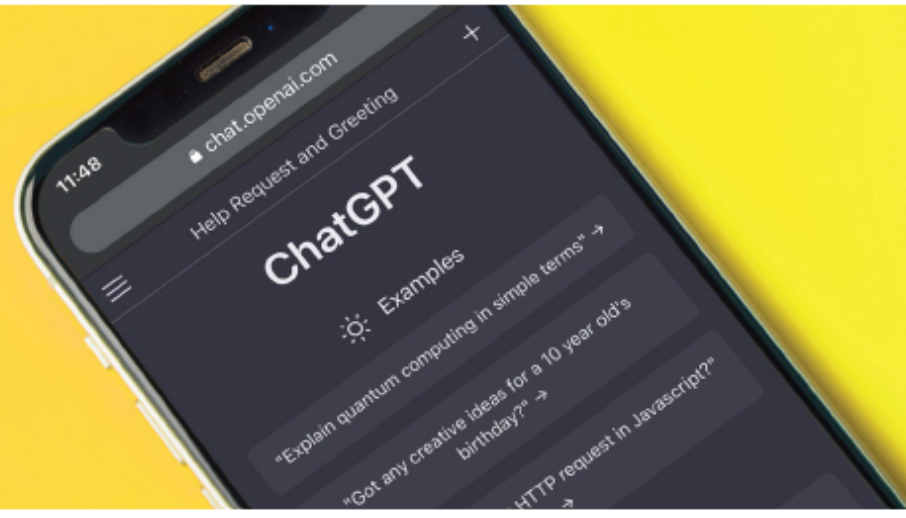 11:48
chat.openai.com
Help Request and Greeting
ChatGPT
Examples
"Explain quantum computing in simple terms" →
"Got any creative ideas for a 10 year old's
birthday?" →
HTTP request in Javascript?"
→